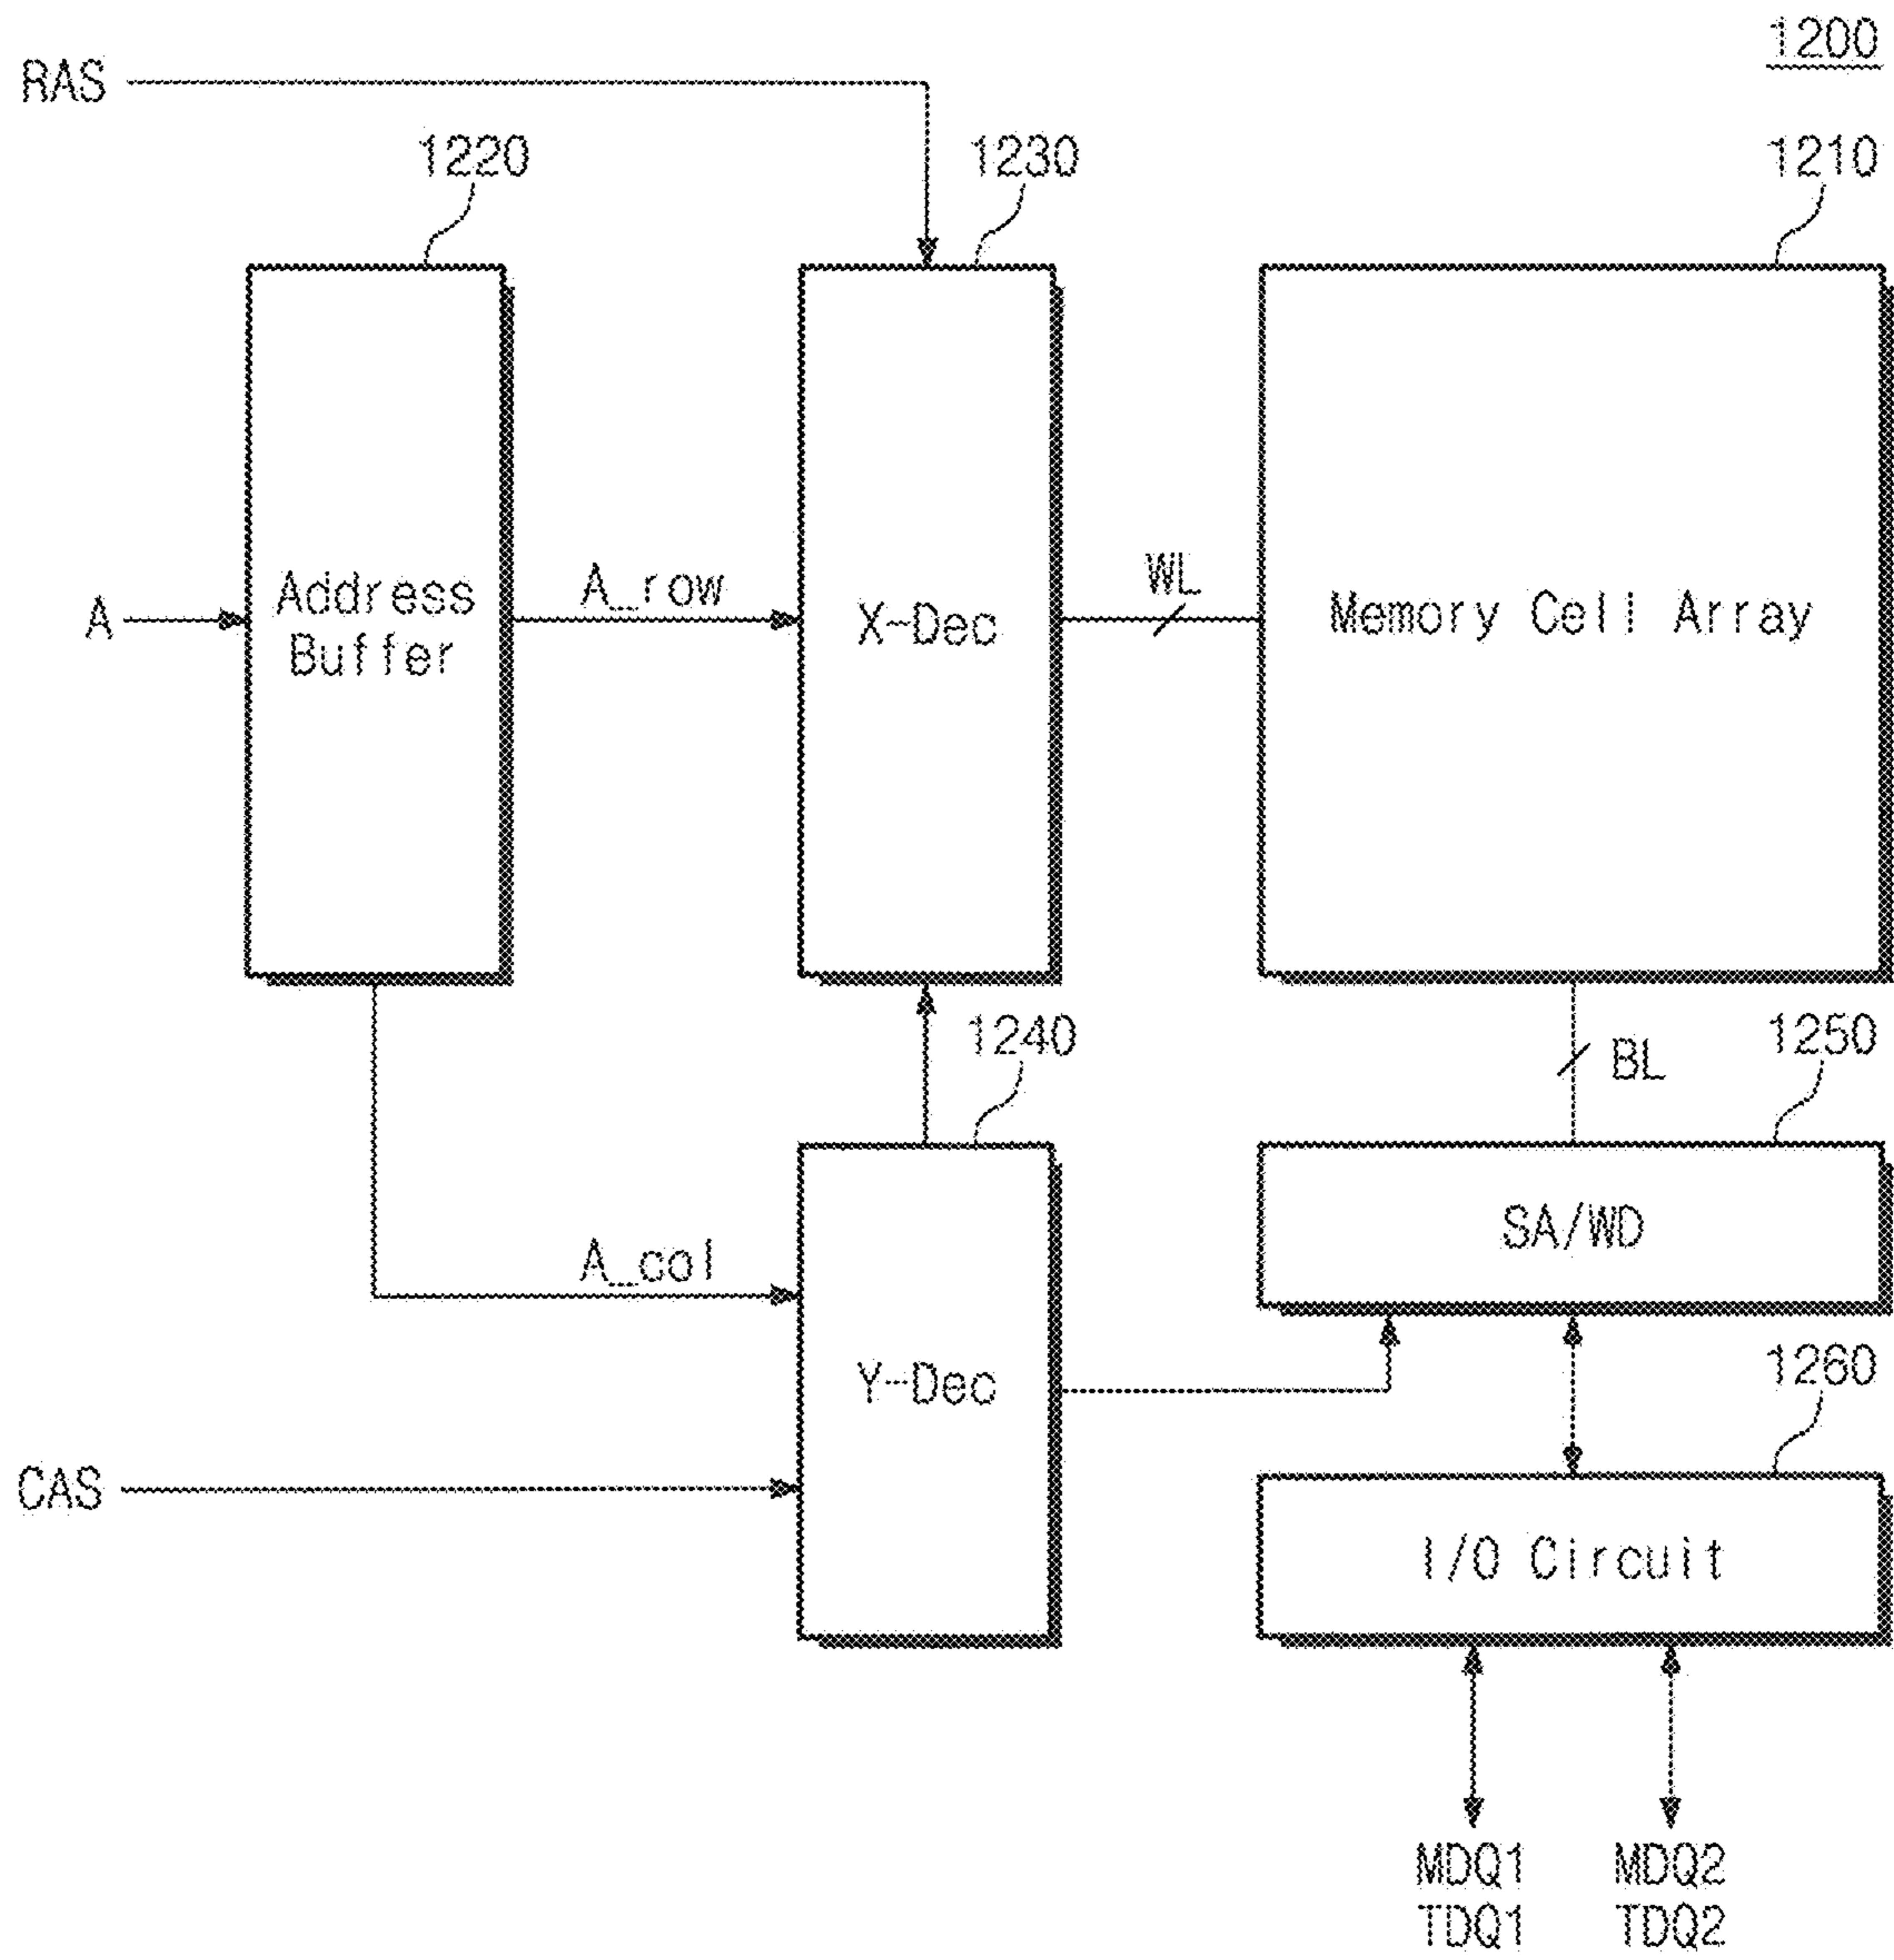 1200
RAS
1220
1230
1210
A
Address
Buffer
A_row
X-Dec
WL
Memory Cell Array
1240
1250
BL
A_col
SA/WD
Y-Dec
1260
CAS
I/O Circuit
MDQ1
TDQ1
MDQ2
TDQ2